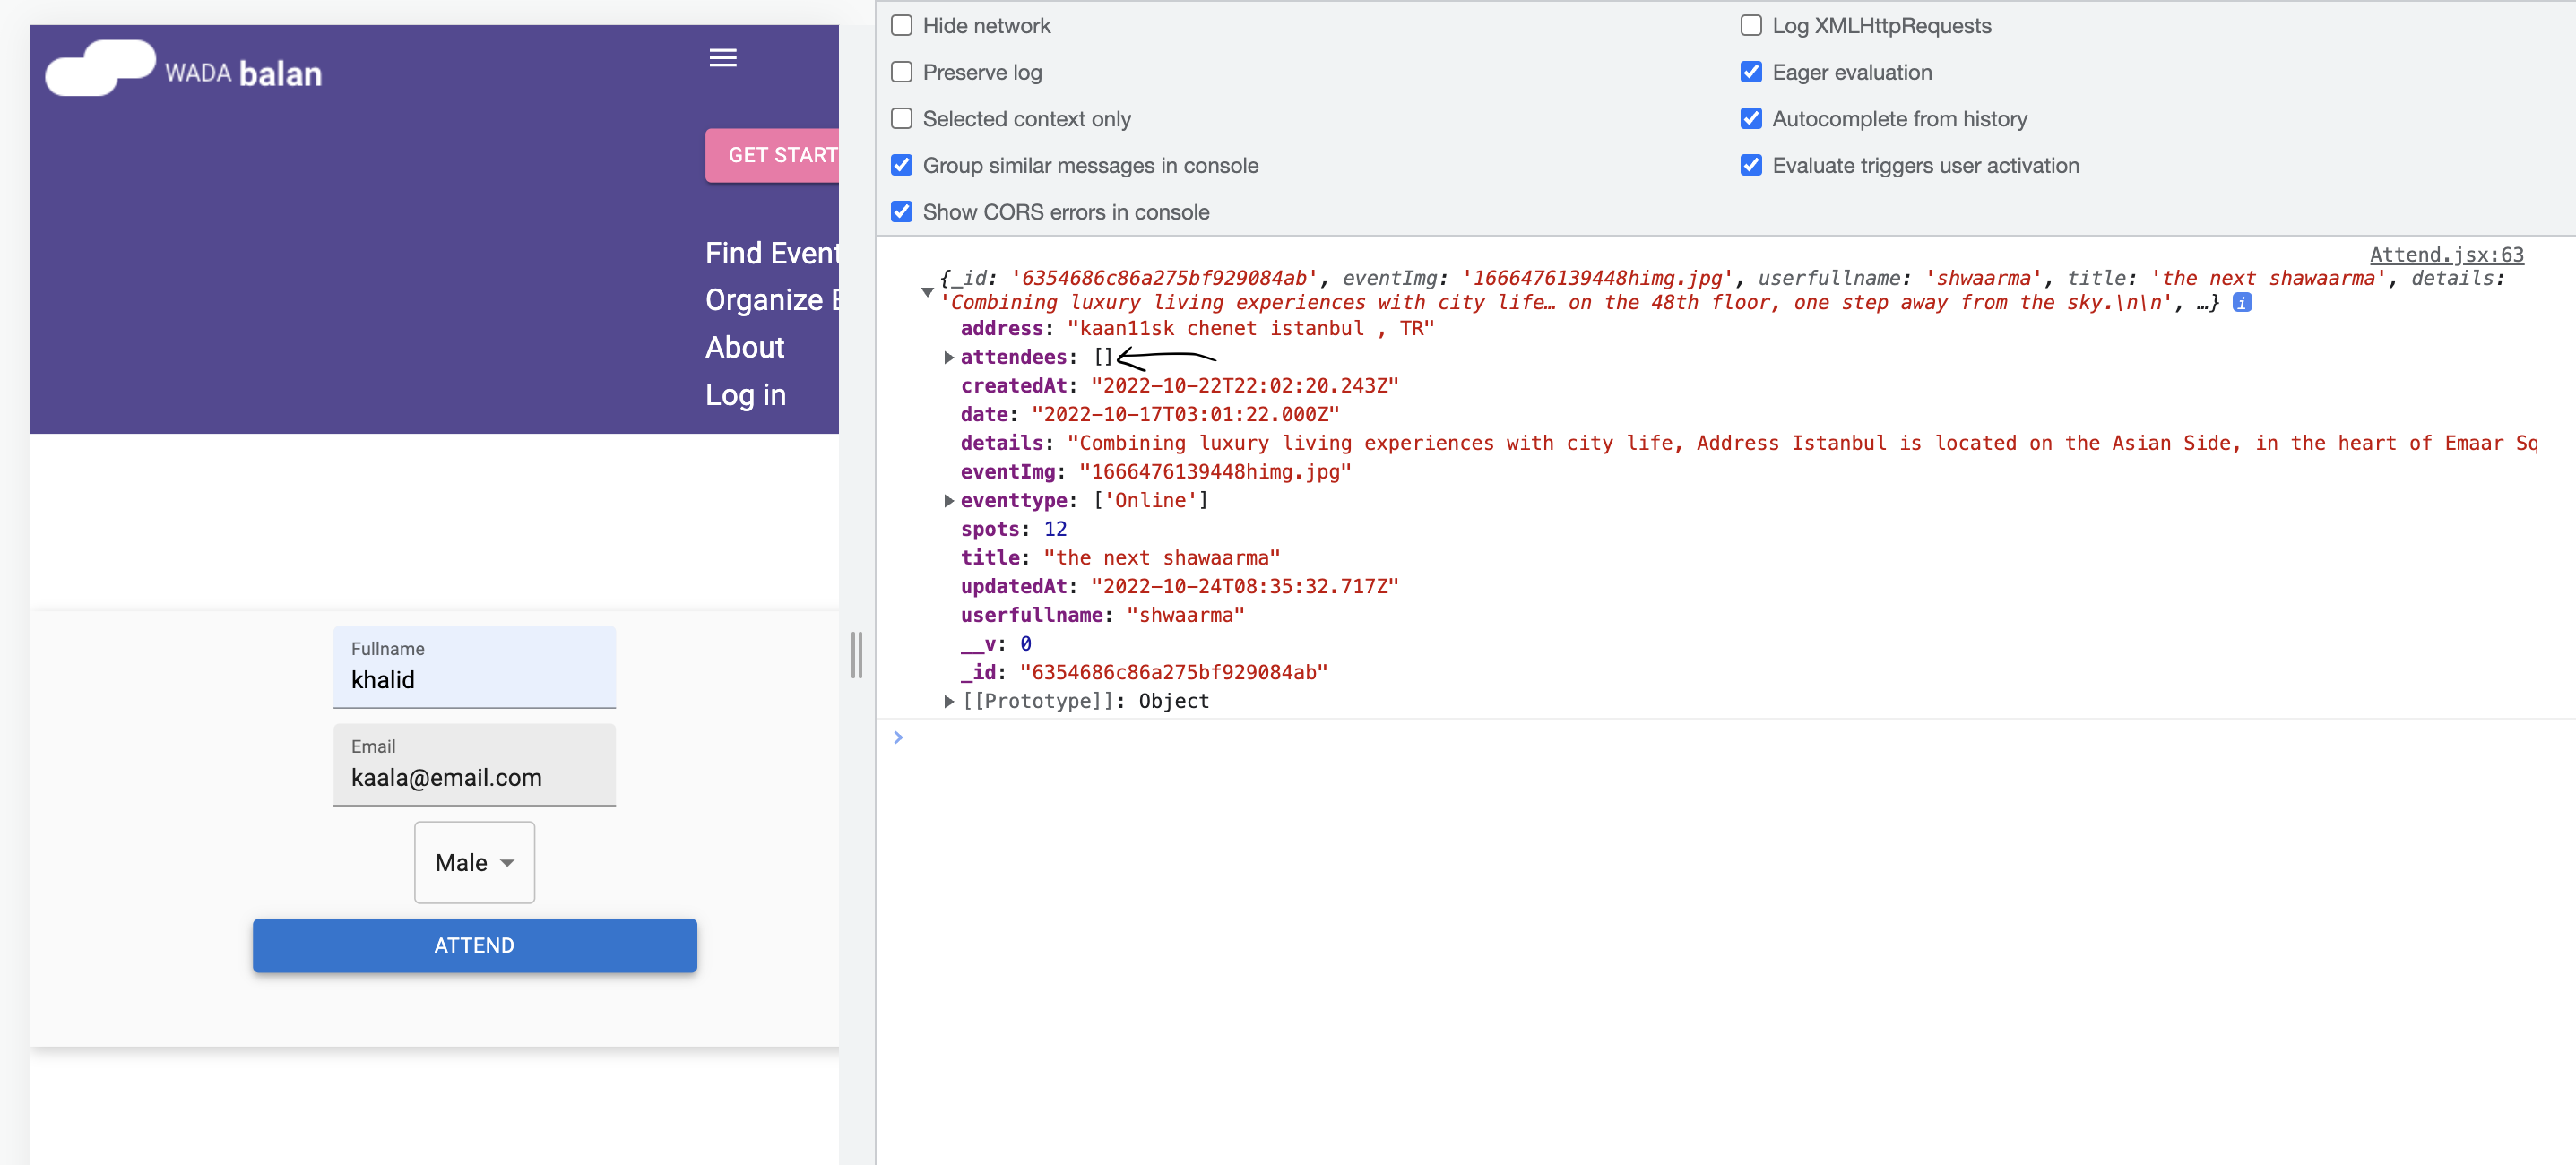 WADA balan
GET START
Find Event
Organize E
About
Log in
Fullname
khalid
Email
kaala@email.com
Male
ATTEND
Hide network
Log XMLHttpRequests
Preserve log
Eager evaluation
Selected context only
Autocomplete from history
Group similar messages in console
Evaluate triggers user activation
Show CORS errors in console
Attend.jsx:63
{_id: '6354686c86a275bf929084ab', eventImg: '1666476139448himg.jpg', userfullname: 'shwaarma', title: 'the next shawaarma', details:
'Combining luxury living experiences with city life… on the 48th floor, one step away from the sky.\n\n', …} i
address: "kaan11sk chenet istanbul , TR"
attendees: []
createdAt: "2022-10-22T22:02:20.243Z"
date: "2022-10-17T03:01:22.000Z"
details: "Combining luxury living experiences with city life, Address Istanbul is located on the Asian Side, in the heart of Emaar Sq
eventImg: "1666476139448himg.jpg"
eventtype: ['Online']
spots: 12
title: "the next shawaarma"
updatedAt: "2022-10-24T08:35:32.717Z"
userfullname: "shwaarma"
__v: 0
_id: "6354686c86a275bf929084ab"
[[Prototype]]: Object